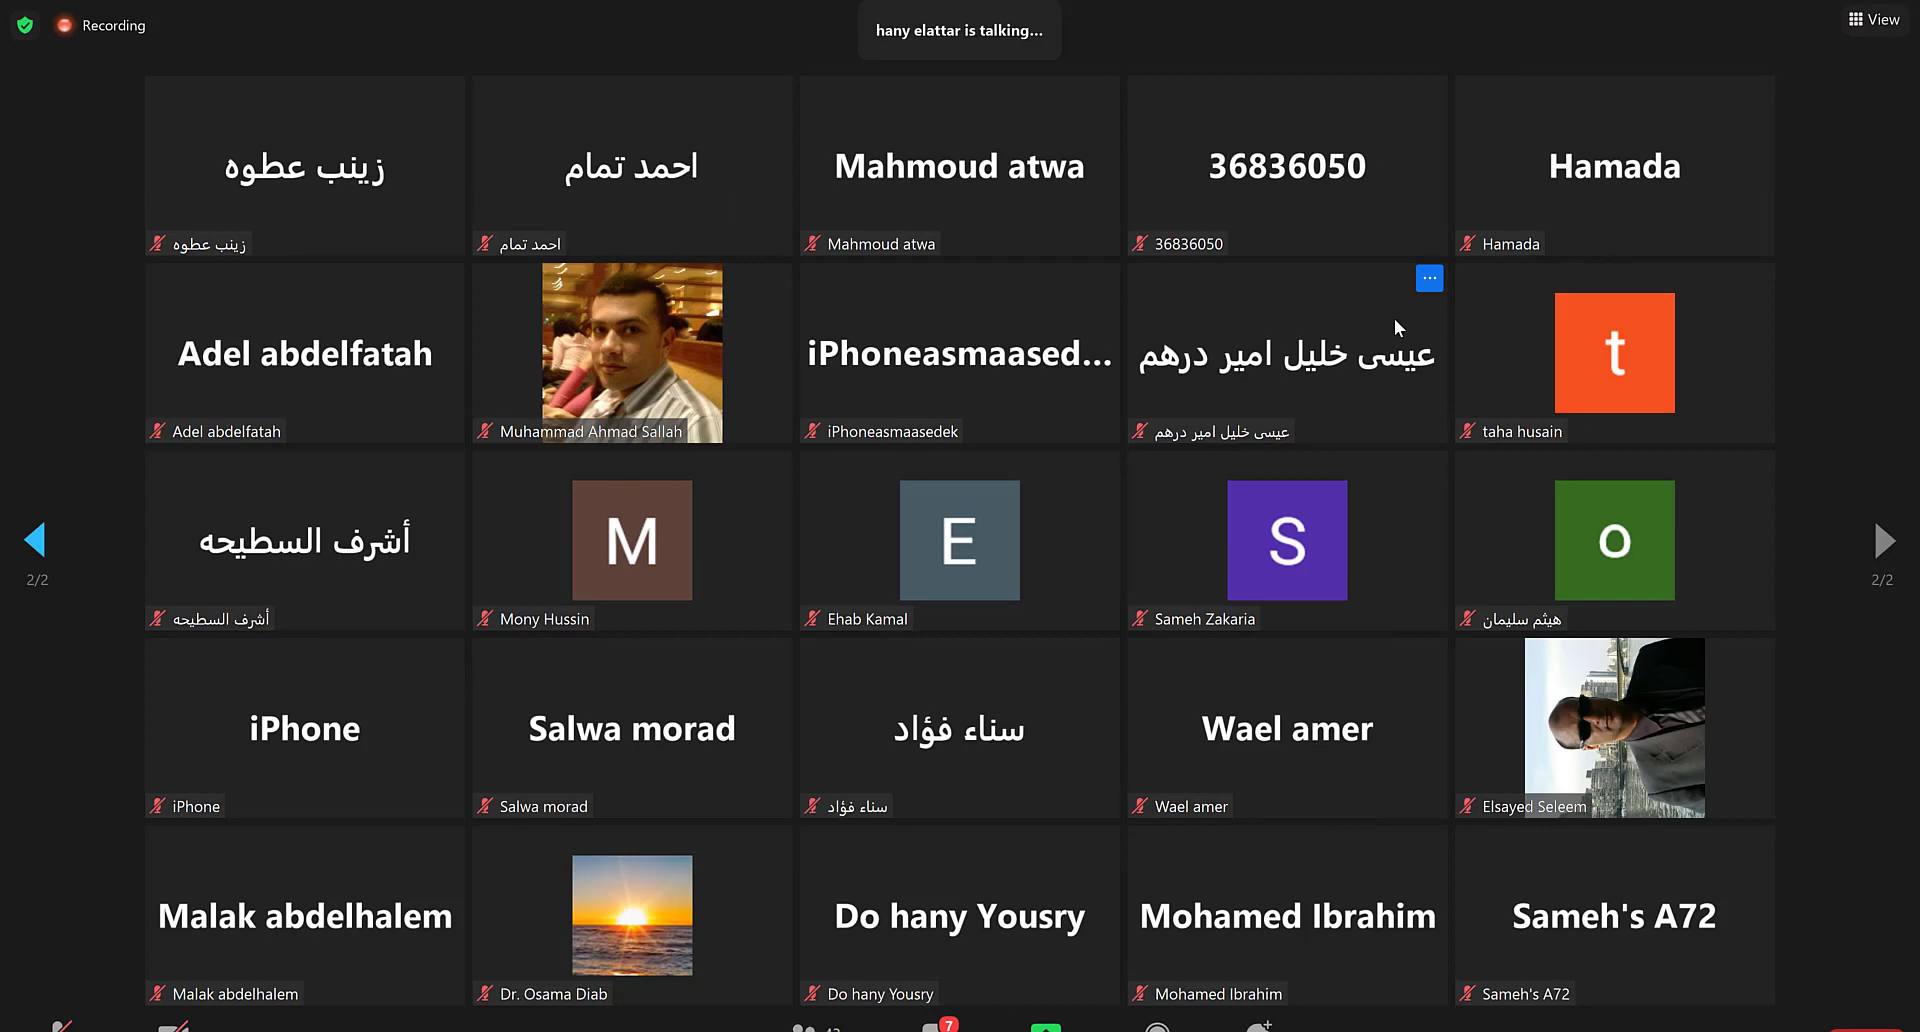 Recording
hany elattar is talking...
View
زينب عطوه
احمد تمام
Mahmoud atwa
36836050
Hamada
زينب عطوه
احمد تمام
Mahmoud atwa
36836050
Hamada
Adel abdelfatah
iPhoneasmaased...
عيسى خليل امير درهم
t
Adel abdelfatah
Muhammad Ahmad Sallah
iPhoneasmaasedek
عيسى خليل امير درهم
taha husain
أشرف السطيحه
M
E
S
o
2/2
2/2
أشرف السطيحه
Mony Hussin
Ehab Kamal
Sameh Zakaria
هيثم سليمان
iPhone
Salwa morad
سناء فؤاد
Wael amer
iPhone
Salwa morad
سناء فؤاد
Wael amer
Elsayed Seleem
Malak abdelhalem
Do hany Yousry
Mohamed Ibrahim
Sameh's A72
Malak abdelhalem
Dr. Osama Diab
Do hany Yousry
Mohamed Ibrahim
Sameh's A72
7